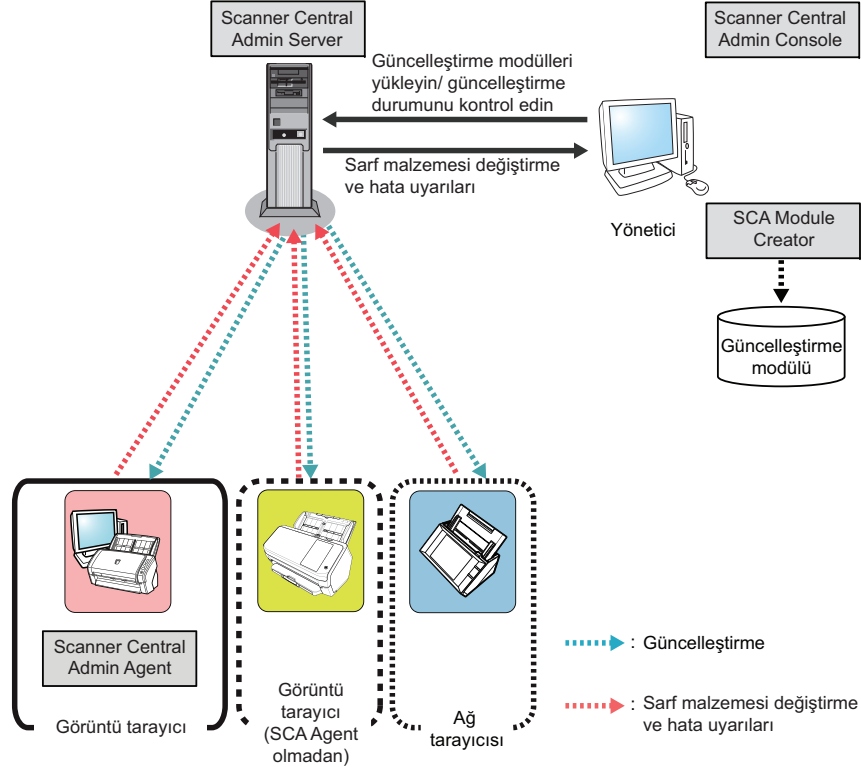 Scanner Central
Admin Server
Scanner Central
Admin Console
Güncelleştirme modülleri
yükleyin/ güncelleştirme
durumunu kontrol edin
Sarf malzemesi değiştirme
ve hata uyarıları
Yönetici
SCA Module
Creator
Güncelleştirme
modülü
Scanner Central
Admin Agent
Görüntü tarayıcı
Görüntü
tarayıcı
(SCA Agent
olmadan)
Ağ
tarayıcısı
: Güncelleştirme
: Sarf malzemesi değiştirme
ve hata uyarıları